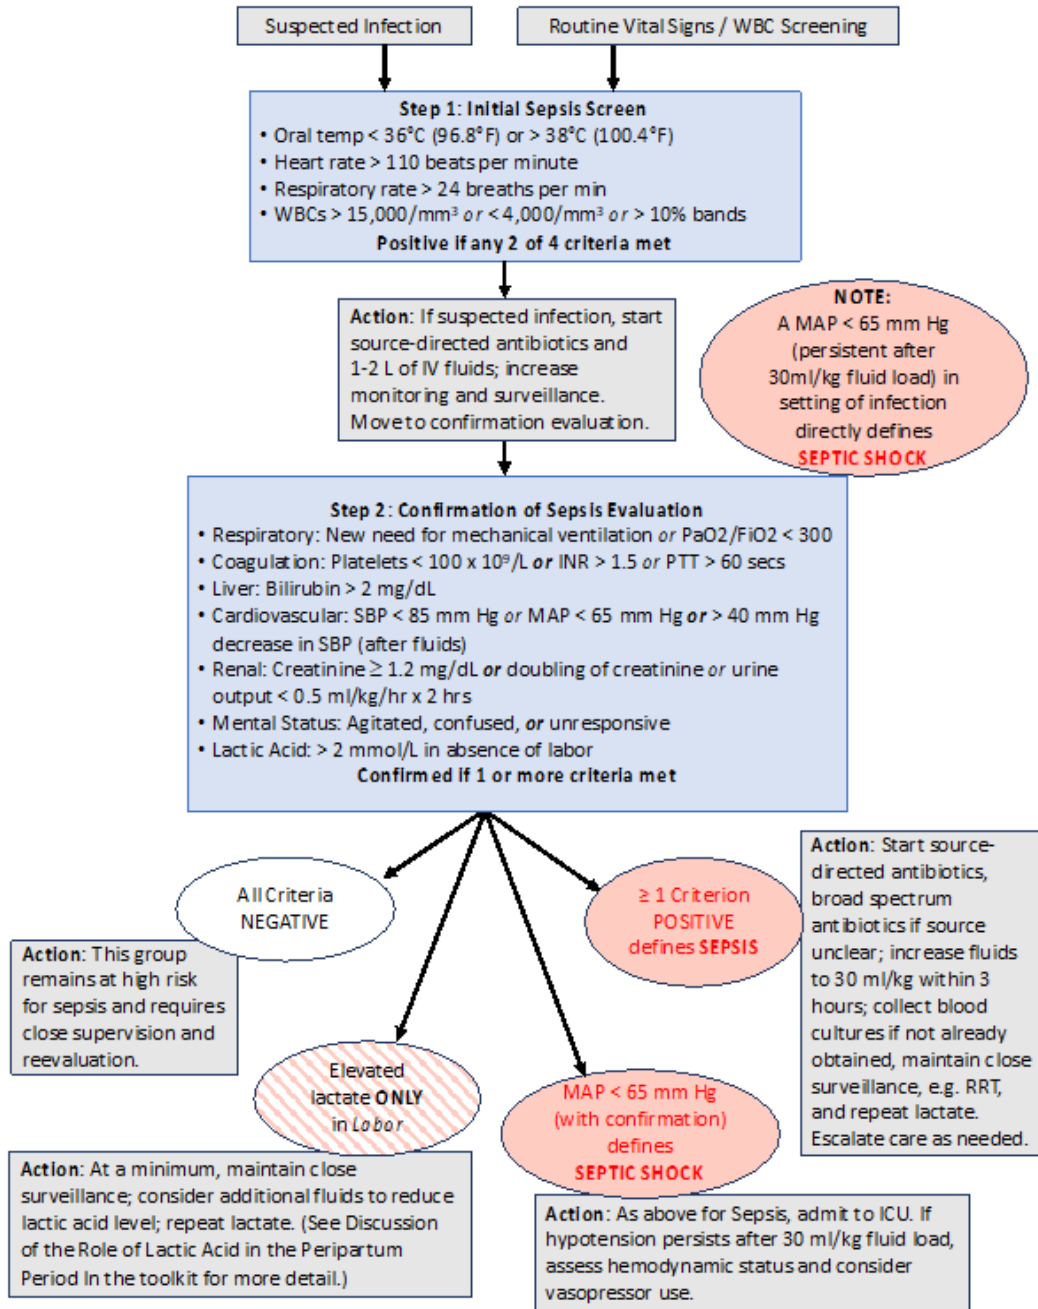 Suspected Infection
Routine Vital Signs / WBC Screening
Step 1: Initial Sepsis Screen
• Oral temp < 36°C (96.8°F) or > 38°C (100.4°F)
• Heart rate > 110 beats per minute
• Respiratory rate > 24 breaths per min
• WBCs > 15,000/mm³ or < 4,000/mm³ or > 10% bands
Positive if any 2 of 4 criteria met
Action: If suspected infection, start
source-directed antibiotics and
1-2 L of IV fluids; increase
monitoring and surveillance.
Move to confirmation evaluation.
NOTE:
A MAP < 65 mm Hg
(persistent after
30ml/kg fluid load) in
setting of infection
directly defines
SEPTIC SHOCK
Step 2: Confirmation of Sepsis Evaluation
• Respiratory: New need for mechanical ventilation or PaO2/FiO2 < 300
• Coagulation: Platelets < 100 x 10⁹/L or INR > 1.5 or PTT > 60 secs
• Liver: Bilirubin > 2 mg/dL
• Cardiovascular: SBP < 85 mm Hg or MAP < 65 mm Hg or > 40 mm Hg
decrease in SBP (after fluids)
• Renal: Creatinine ≥ 1.2 mg/dL or doubling of creatinine or urine
output < 0.5 ml/kg/hr x 2 hrs
• Mental Status: Agitated, confused, or unresponsive
• Lactic Acid: > 2 mmol/L in absence of labor
Confirmed if 1 or more criteria met
All Criteria
NEGATIVE
Action: This group
remains at high risk
for sepsis and requires
close supervision and
reevaluation.
≥ 1 Criterion
POSITIVE
defines SEPSIS
Action: Start source-
directed antibiotics,
broad spectrum
antibiotics if source
unclear; increase fluids
to 30 ml/kg within 3
hours; collect blood
cultures if not already
obtained, maintain close
surveillance, e.g. RRT,
and repeat lactate.
Escalate care as needed.
Elevated
lactate ONLY
in Labor
Action: At a minimum, maintain close
surveillance; consider additional fluids to reduce
lactic acid level; repeat lactate. (See Discussion
of the Role of Lactic Acid in the Peripartum
Period In the toolkit for more detail.)
MAP < 65 mm Hg
(with confirmation)
defines
SEPTIC SHOCK
Action: As above for Sepsis, admit to ICU. If
hypotension persists after 30 ml/kg fluid load,
assess hemodynamic status and consider
vasopressor use.